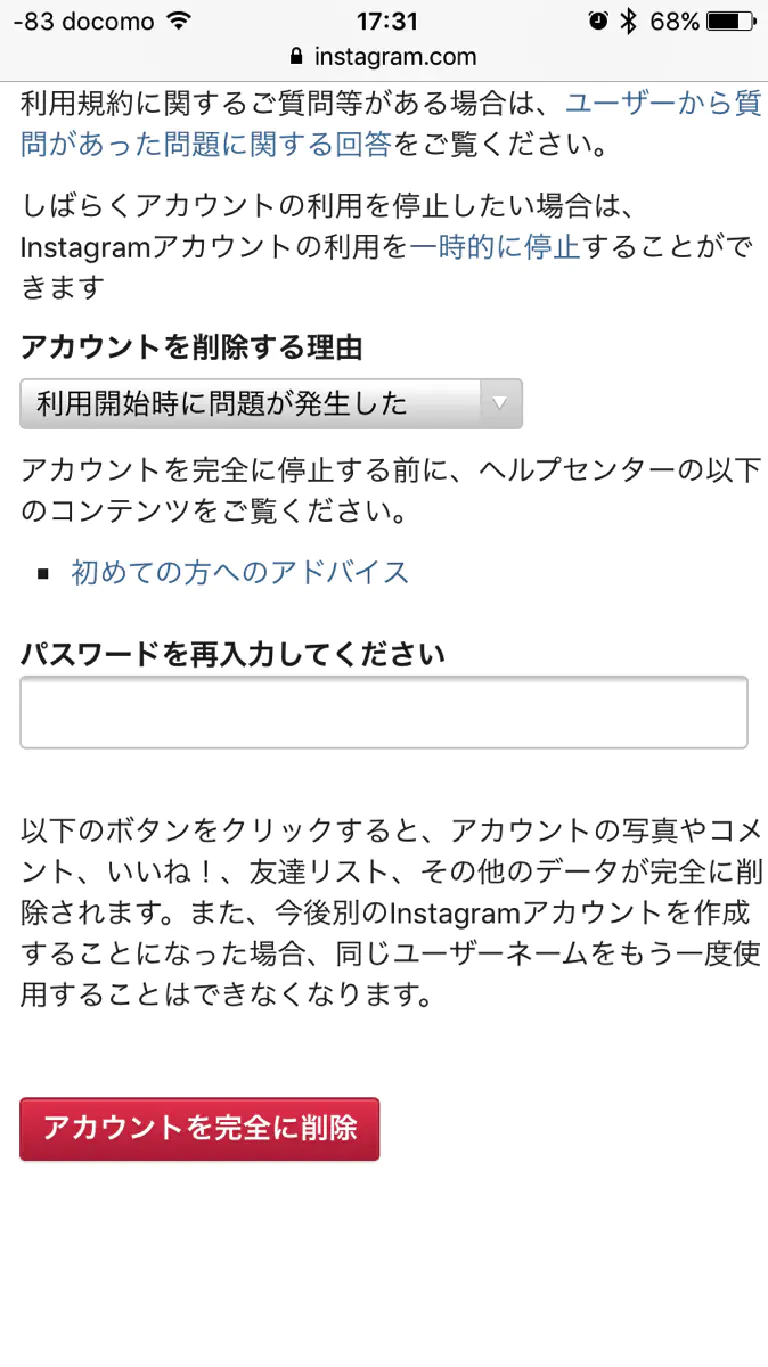 -83 docomo 17:31 68%
instagram.com
利用規約に関するご質問等がある場合は、ユーザーから質
問があった問題に関する回答をご覧ください。
しばらくアカウントの利用を停止したい場合は、
Instagramアカウントの利用を一時的に停止することがで
きます
アカウントを削除する理由
利用開始時に問題が発生した
アカウントを完全に停止する前に、ヘルプセンターの以下
のコンテンツをご覧ください。
初めての方へのアドバイス
パスワードを再入力してください
以下のボタンをクリックすると、アカウントの写真やコメ
ント、いいね！、友達リスト、その他のデータが完全に削
除されます。また、今後別のInstagramアカウントを作成
することになった場合、同じユーザーネームをもう一度使
用することはできなくなります。
アカウントを完全に削除